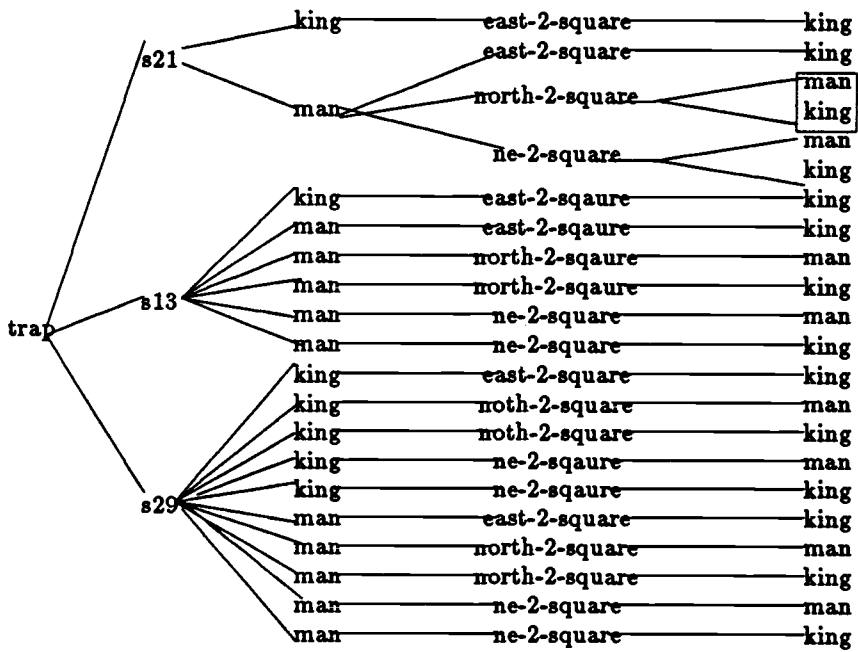 king east-2-square king
s21 east-2-square king
north-2-square man
man king
ne-2-square man
king
king east-2-sqaure king
man east-2-sqaure king
man north-2-sqaure man
s13 man north-2-sqaure king
trap man ne-2-square man
man ne-2-square king
king east-2-square king
king noth-2-square man
king noth-2-square king
king ne-2-sqaure man
s29 king ne-2-sqaure king
man east-2-square king
man north-2-square man
man north-2-square king
man ne-2-square man
man ne-2-square king